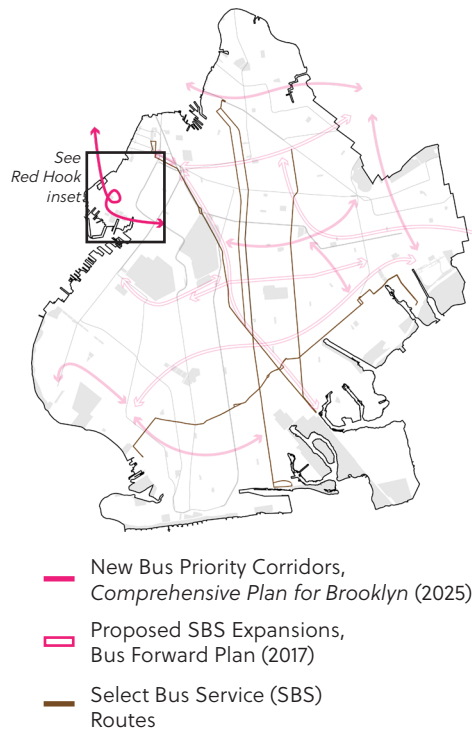 See
Red Hook
inset
New Bus Priority Corridors,
Comprehensive Plan for Brooklyn (2025)
Proposed SBS Expansions,
Bus Forward Plan (2017)
Select Bus Service (SBS)
Routes